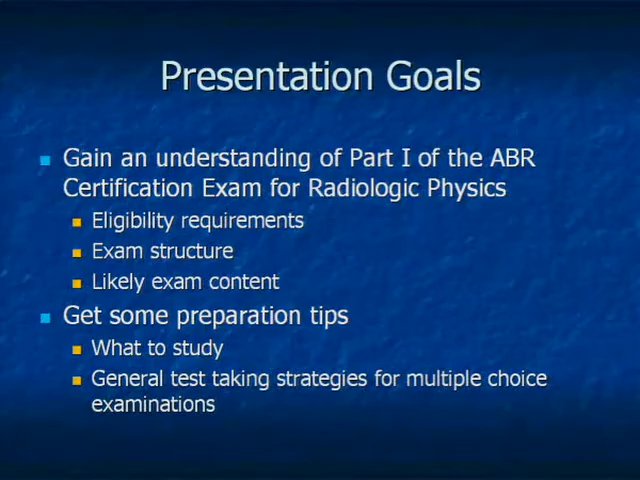 Presentation Goals
Gain an understanding of Part I of the ABR
Certification Exam for Radiologic Physics
Eligibility requirements
Exam structure
Likely exam content
Get some preparation tips
What to study
General test taking strategies for multiple choice
examinations